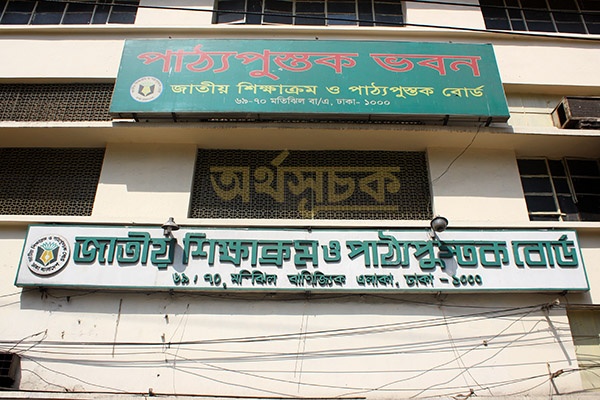 পাঠ্যপুস্তক ভবন
জাতীয় শিক্ষাক্রম ও পাঠ্যপুস্তক বোর্ড
৬৯-৭০ মতিঝিল বা/এ, ঢাকা- ১০০০
অর্থসূচক
জাতীয় শিক্ষাক্রম ও পাঠ্যপুস্তক বোর্ড
৬৯ / ৭০, মতিঝিল বাণিজ্যিক এলাকা, ঢাকা - ১০০০